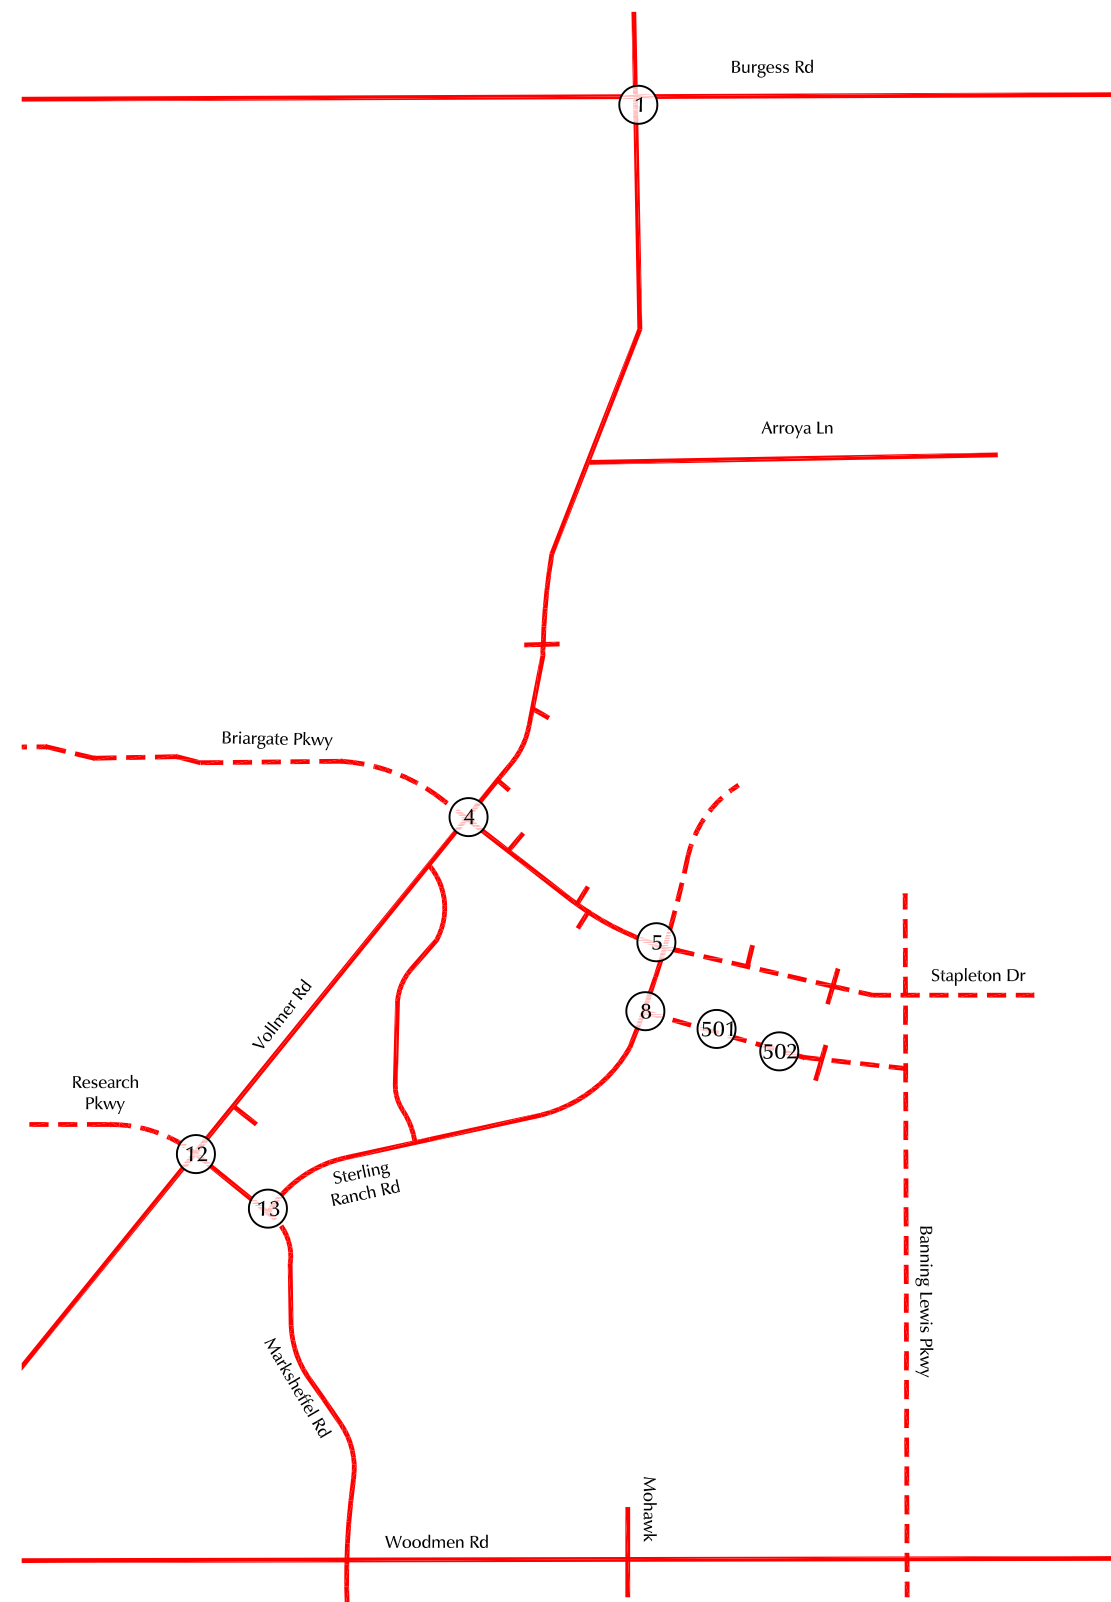 Burgess Rd
1
Arroya Ln
Briargate Pkwy
4
5
Stapleton Dr
Vollmer Rd
8
501
502
Research
Pkwy
12
Sterling
Ranch Rd
13
Banning Lewis Pkwy
Marksheffel Rd
Mohawk
Woodmen Rd